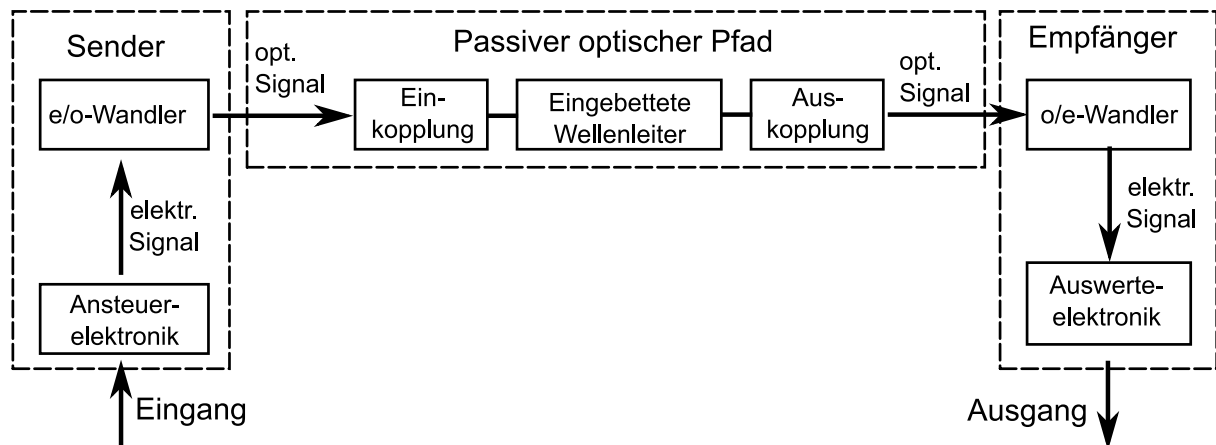 Sender
e/o-Wandler
elektr.
Signal
Ansteuer-
elektronik
Eingang
Passiver optischer Pfad
opt.
Signal
Ein-
kopplung
Eingebettete
Wellenleiter
Aus-
kopplung
opt.
Signal
Empfänger
o/e-Wandler
elektr.
Signal
Auswerte-
elektronik
Ausgang